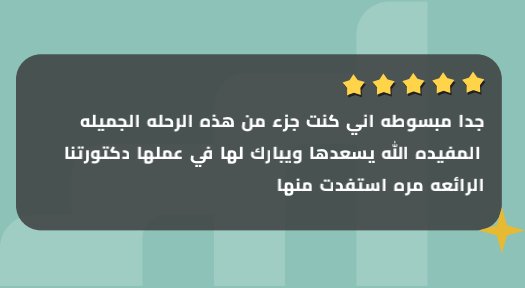 جدا مبسوطه اني كنت جزء من هذه الرحله الجميله
المفيده الله يسعدها ويبارك لها في عملها دكتورتنا
الرائعه مره استفدت منها